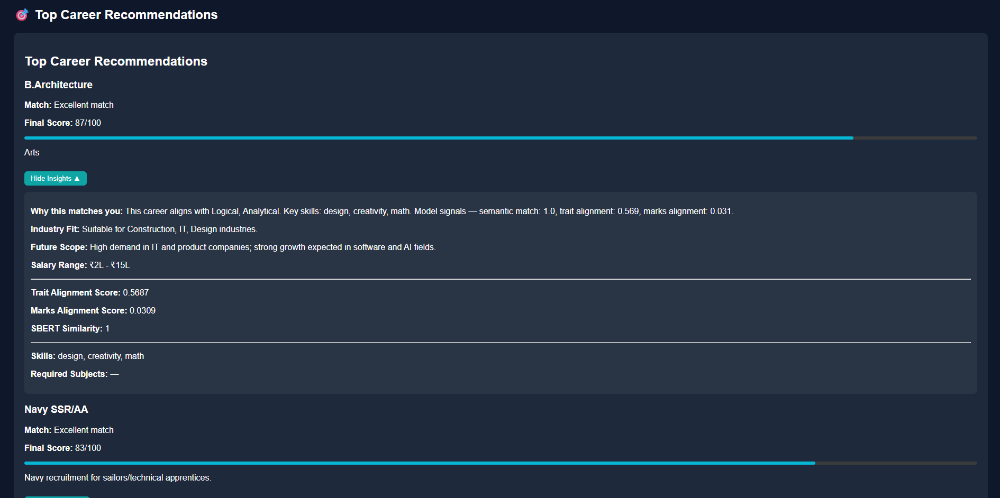 Top Career Recommendations
Top Career Recommendations
B.Architecture
Match: Excellent match
Final Score: 87/100
Arts
Hide Insights ▲
Why this matches you: This career aligns with Logical, Analytical. Key skills: design, creativity, math. Model signals — semantic match: 1.0, trait alignment: 0.569, marks alignment: 0.031.
Industry Fit: Suitable for Construction, IT, Design industries.
Future Scope: High demand in IT and product companies; strong growth expected in software and AI fields.
Salary Range: ₹2L - ₹15L
Trait Alignment Score: 0.5687
Marks Alignment Score: 0.0309
SBERT Similarity: 1
Skills: design, creativity, math
Required Subjects: —
Navy SSR/AA
Match: Excellent match
Final Score: 83/100
Navy recruitment for sailors/technical apprentices.